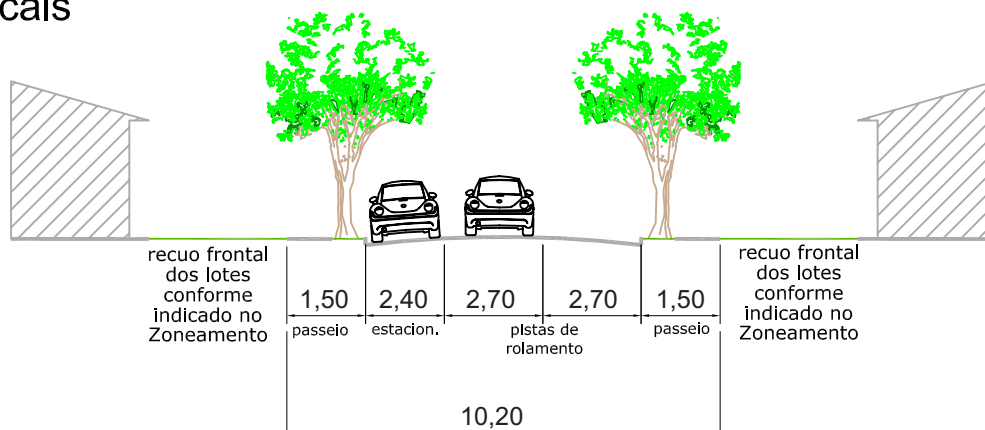 cais
recuo frontal
dos lotes
conforme
indicado no
Zoneamento
1,50 2,40 2,70 2,70 1,50
passeio estacion. pistas de passeio
rolamento
recuo frontal
dos lotes
conforme
indicado no
Zoneamento
10,20